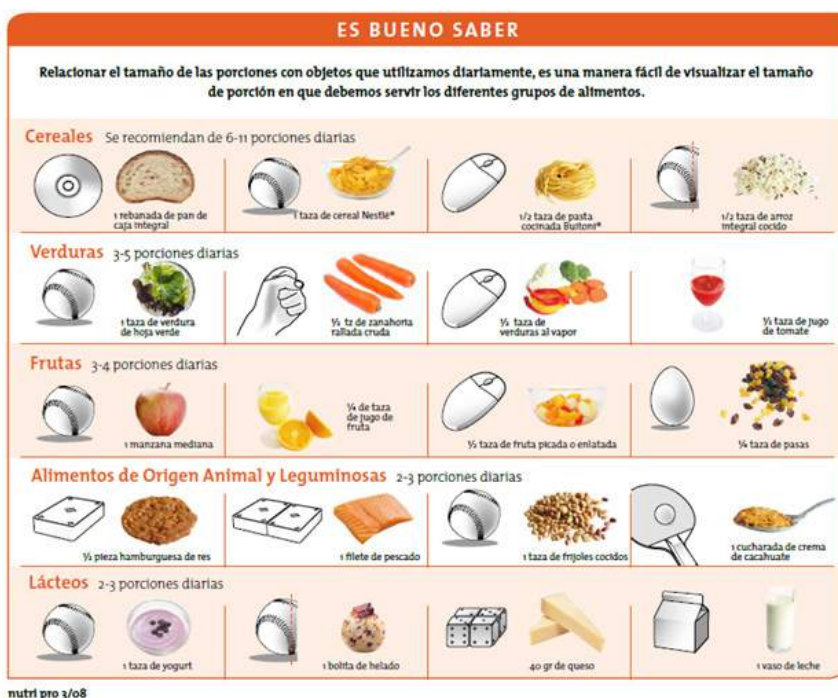 ES BUENO SABER
Relacionar el tamaño de las porciones con objetos que utilizamos diariamente, es una manera fácil de visualizar el tamaño
de porción en que debemos servir los diferentes grupos de alimentos.
Cereales Se recomiendan de 6-11 porciones diarias
1 rebanada de pan de
caja integral
1 taza de cereal Nestlé®
1/2 taza de pasta
cocinada Buitoni®
1/2 taza de arroz
integral cocido
Verduras 3-5 porciones diarias
1 taza de verdura
de hoja verde
½ tz de zanahoria
rallada cruda
½ taza de
verduras al vapor
½ taza de jugo
de tomate
Frutas 3-4 porciones diarias
1 manzana mediana
¾ de taza
de jugo de
fruta
½ taza de fruta picada o enlatada
¼ taza de pasas
Alimentos de Origen Animal y Leguminosas 2-3 porciones diarias
½ pieza hamburguesa de res
1 filete de pescado
1 taza de frijoles cocidos
1 cucharada de crema
de cacahuate
Lácteos 2-3 porciones diarias
1 taza de yogurt
1 bolita de helado
40 gr de queso
1 vaso de leche
nutri pro 3/08